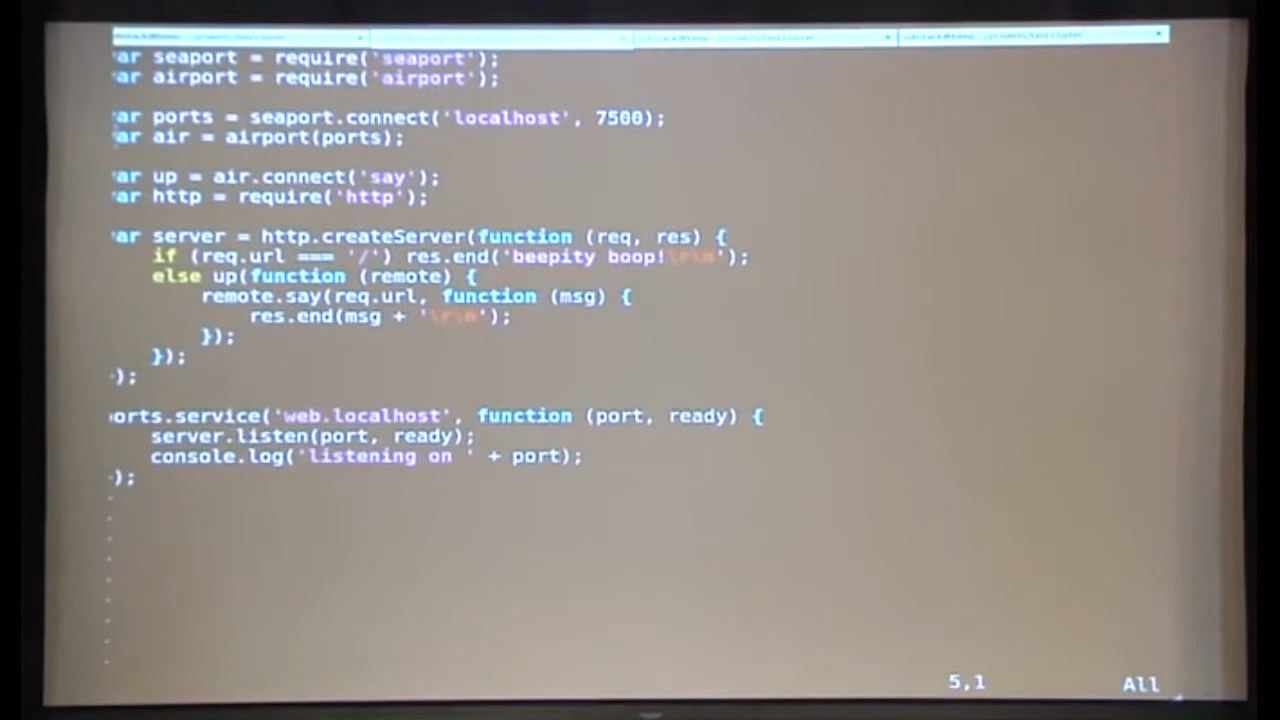 ar seaport = require('seaport');
ar airport = require('airport');
ar ports = seaport.connect('localhost', 7500);
ar air = airport(ports);
ar up = air.connect('say');
ar http = require('http');
ar server = http.createServer(function (req, res) {
    if (req.url === '/') res.end('beepity boop!\r\n');
    else up(function (remote) {
        remote.say(req.url, function (msg) {
            res.end(msg + '\r\n');
        });
    });
);
orts.service('web.localhost', function (port, ready) {
    server.listen(port, ready);
    console.log('listening on ' + port);
);
5,1 All